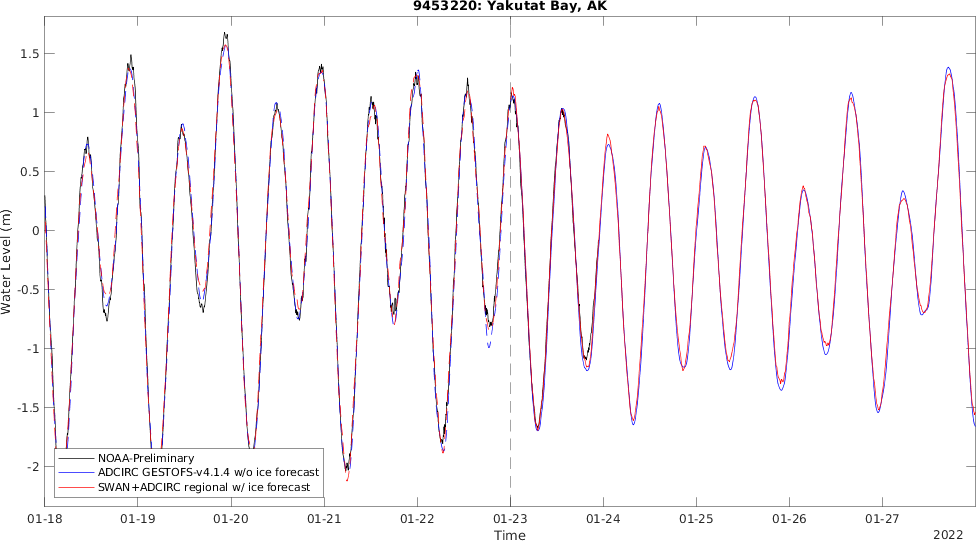 9453220: Yakutat Bay, AK
1.5
1
0.5
0
-0.5
-1
-1.5
-2
Water Level (m)
NOAA-Preliminary
ADCIRC GESTOFS-v4.1.4 w/o ice forecast
SWAN+ADCIRC regional w/ ice forecast
01-18 01-19 01-20 01-21 01-22 01-23 01-24 01-25 01-26 01-27
Time
2022